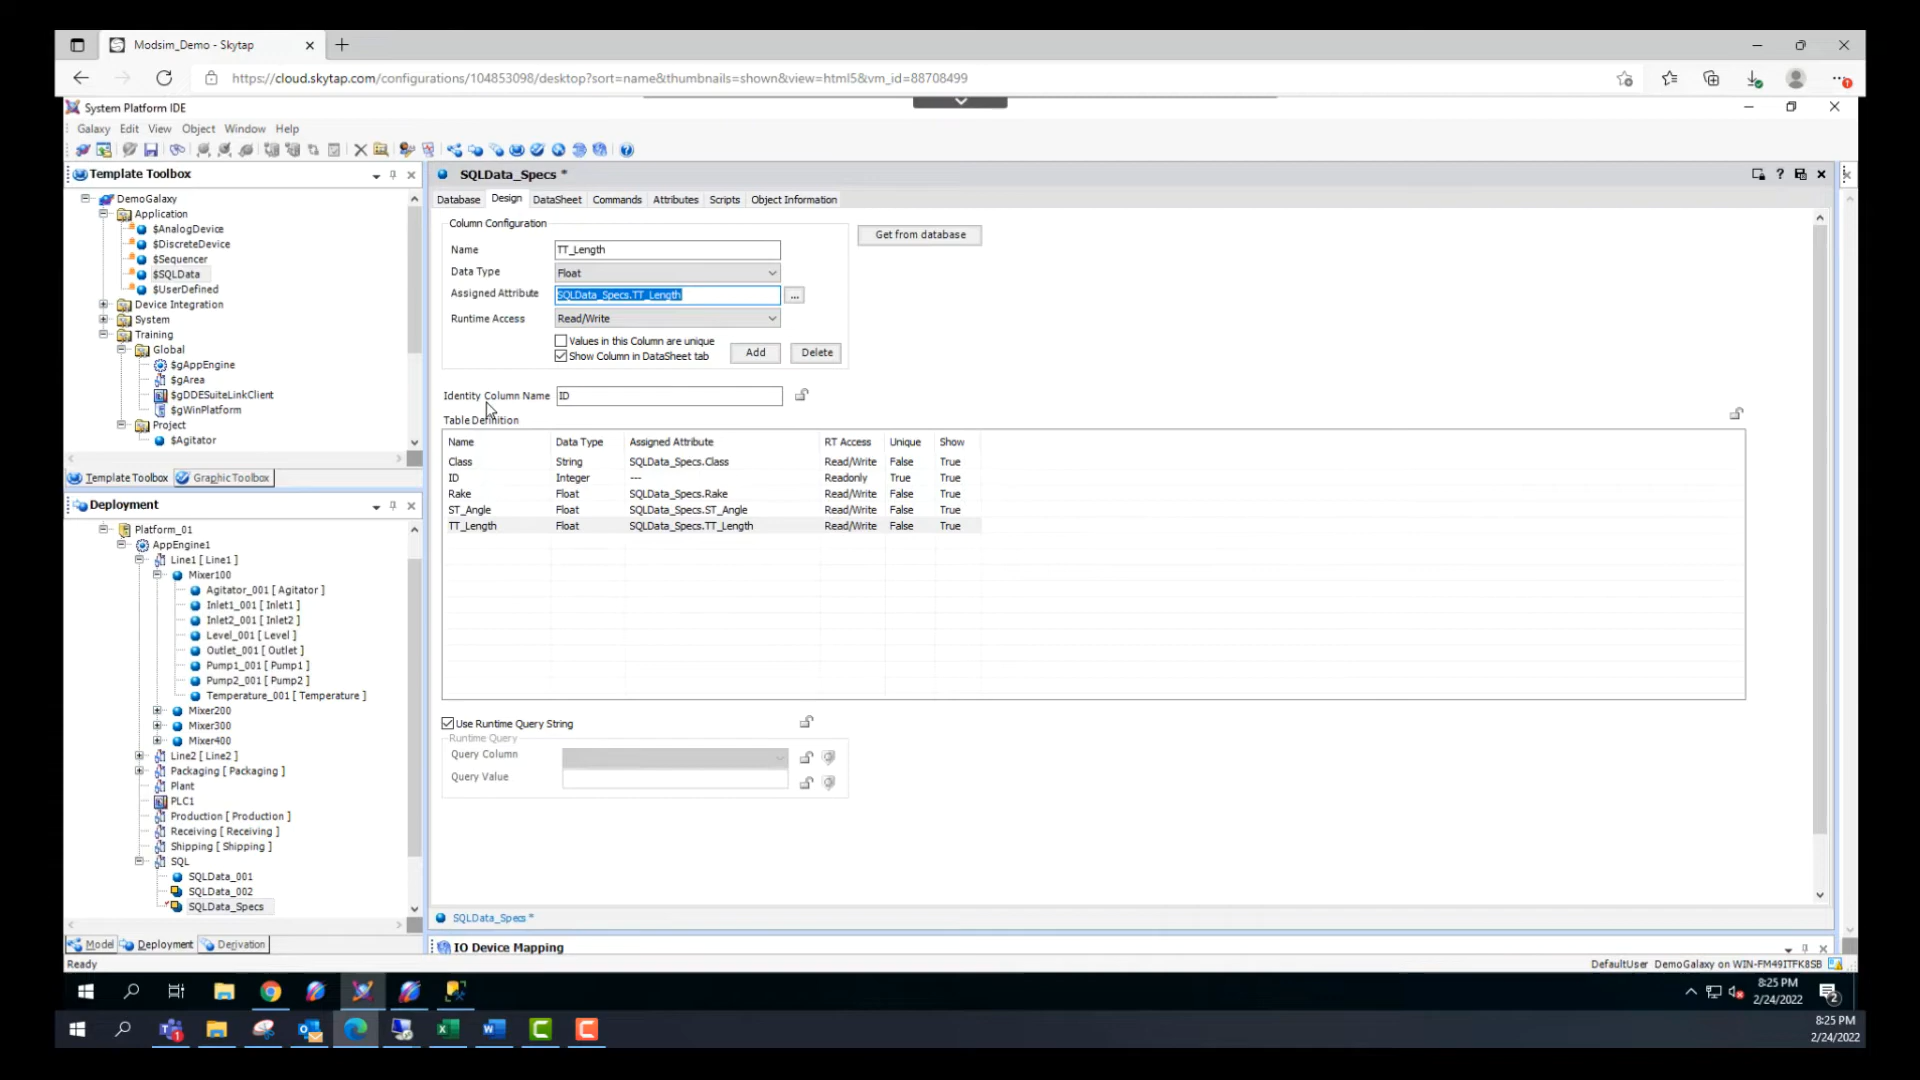 Modsim_Demo - Skytap
https://cloud.skytap.com/configurations/104853098/desktop?sort=name&thumbnails=shown&view=html5&vm_id=88708499
System Platform IDE
Galaxy Edit View Object Window Help
Template Toolbox
DemoGalaxy
Application
$AnalogDevice
$DiscreteDevice
$Sequencer
$SQLData
$UserDefined
Device Integration
System
Training
Global
$gAppEngine
$gArea
$gDDESuiteLinkClient
$gWinPlatform
Project
$Agitator
Template Toolbox Graphic Toolbox
Deployment
Platform_01
AppEngine1
Line1 [ Line1 ]
Mixer100
Agitator_001 [ Agitator ]
Inlet1_001 [ Inlet1 ]
Inlet2_001 [ Inlet2 ]
Level_001 [ Level ]
Outlet_001 [ Outlet ]
Pump1_001 [ Pump1 ]
Pump2_001 [ Pump2 ]
Temperature_001 [ Temperature ]
Mixer200
Mixer300
Mixer400
Line2 [ Line2 ]
Packaging [ Packaging ]
Plant
PLC1
Production [ Production ]
Receiving [ Receiving ]
Shipping [ Shipping ]
SQL
SQLData_001
SQLData_002
SQLData_Specs
Model Deployment Derivation
Ready
SQLData_Specs *
Database Design DataSheet Commands Attributes Scripts Object Information
Column Configuration
Name TT_Length
Data Type Float
Assigned Attribute SQLData_Specs.TT_Length ...
Runtime Access Read/Write
Values in this Column are unique
Show Column in DataSheet tab
Add Delete
Get from database
Identity Column Name ID
Table Definition
Name Data Type Assigned Attribute RT Access Unique Show
Class String SQLData_Specs.Class Read/Write False True
ID Integer --- Readonly True True
Rake Float SQLData_Specs.Rake Read/Write False True
ST_Angle Float SQLData_Specs.ST_Angle Read/Write False True
TT_Length Float SQLData_Specs.TT_Length Read/Write False True
Use Runtime Query String
Runtime Query
Query Column
Query Value
SQLData_Specs *
IO Device Mapping
DefaultUser DemoGalaxy on WIN-FM49ITFK8SB
8:25 PM
2/24/2022
2
8:25 PM
2/24/2022